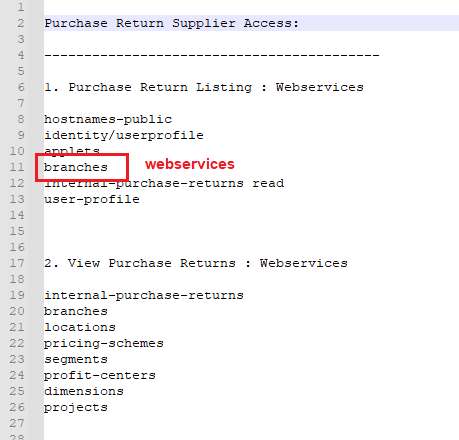 1
2 Purchase Return Supplier Access:
3
4 ------------------------------------------
5
6 1. Purchase Return Listing : Webservices
7
8 hostnames-public
9 identity/userprofile
10 applets
11 branches webservices
12 internal-purchase-returns read
13 user-profile
14
15
16
17 2. View Purchase Returns : Webservices
18
19 internal-purchase-returns
20 branches
21 locations
22 pricing-schemes
23 segments
24 profit-centers
25 dimensions
26 projects
27
28